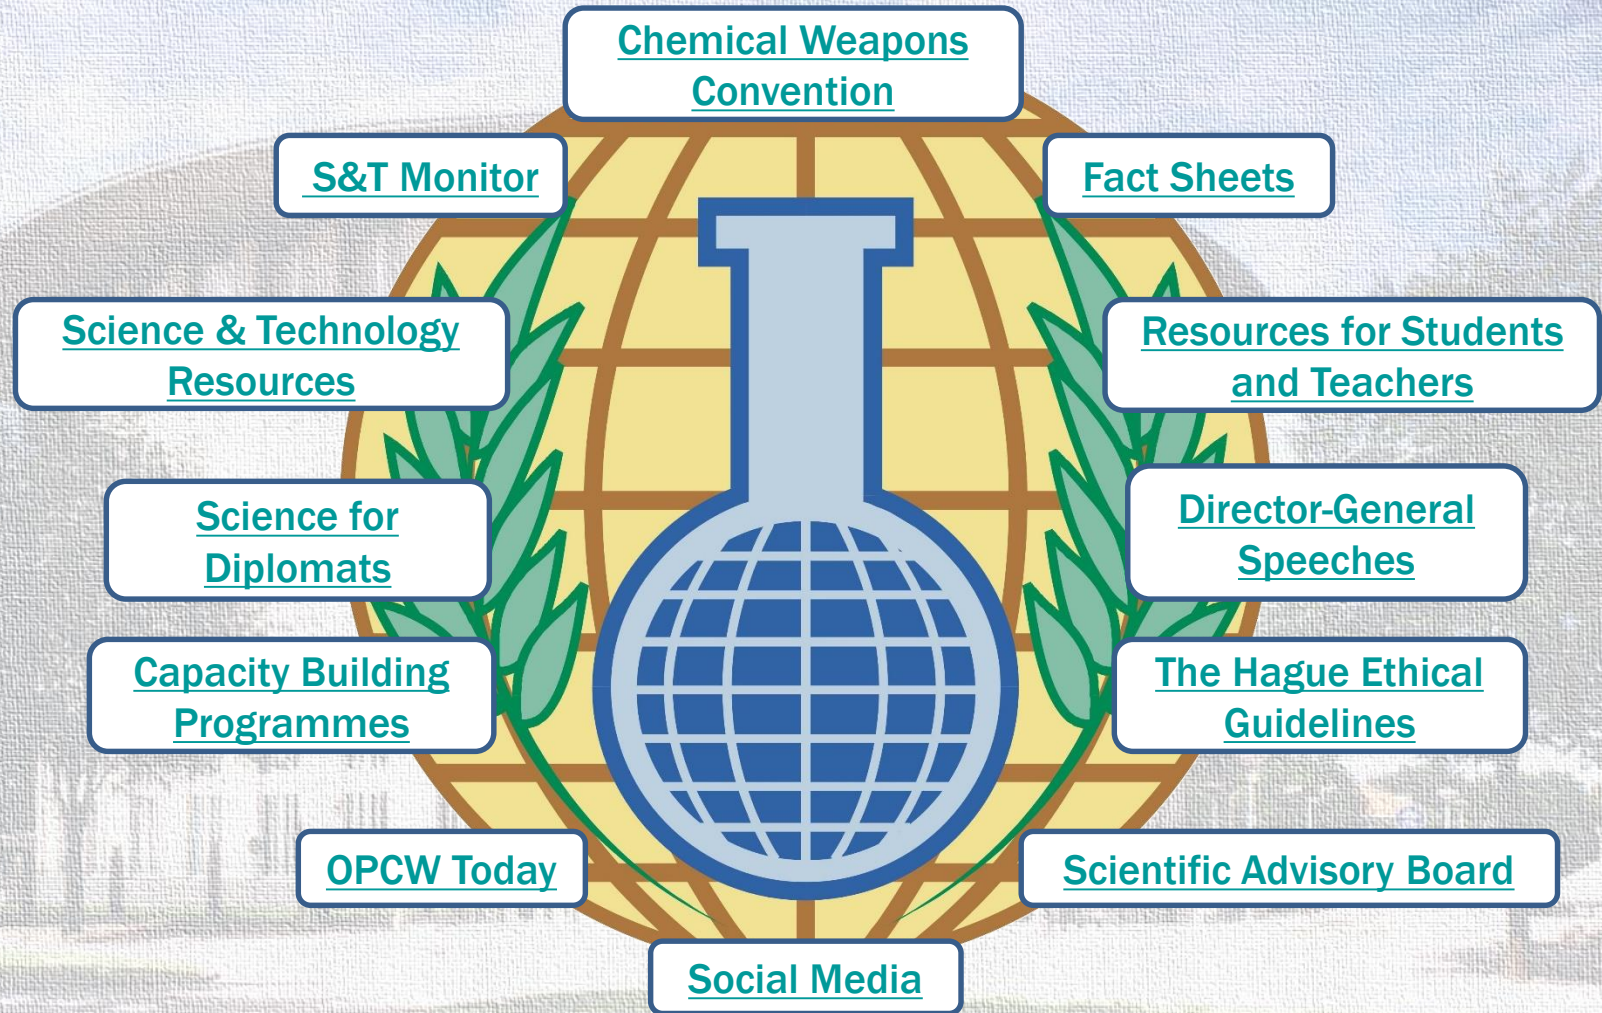 Chemical Weapons
Convention
S&T Monitor
Fact Sheets
Science & Technology
Resources
Resources for Students
and Teachers
Science for
Diplomats
Director-General
Speeches
Capacity Building
Programmes
The Hague Ethical
Guidelines
OPCW Today
Scientific Advisory Board
Social Media